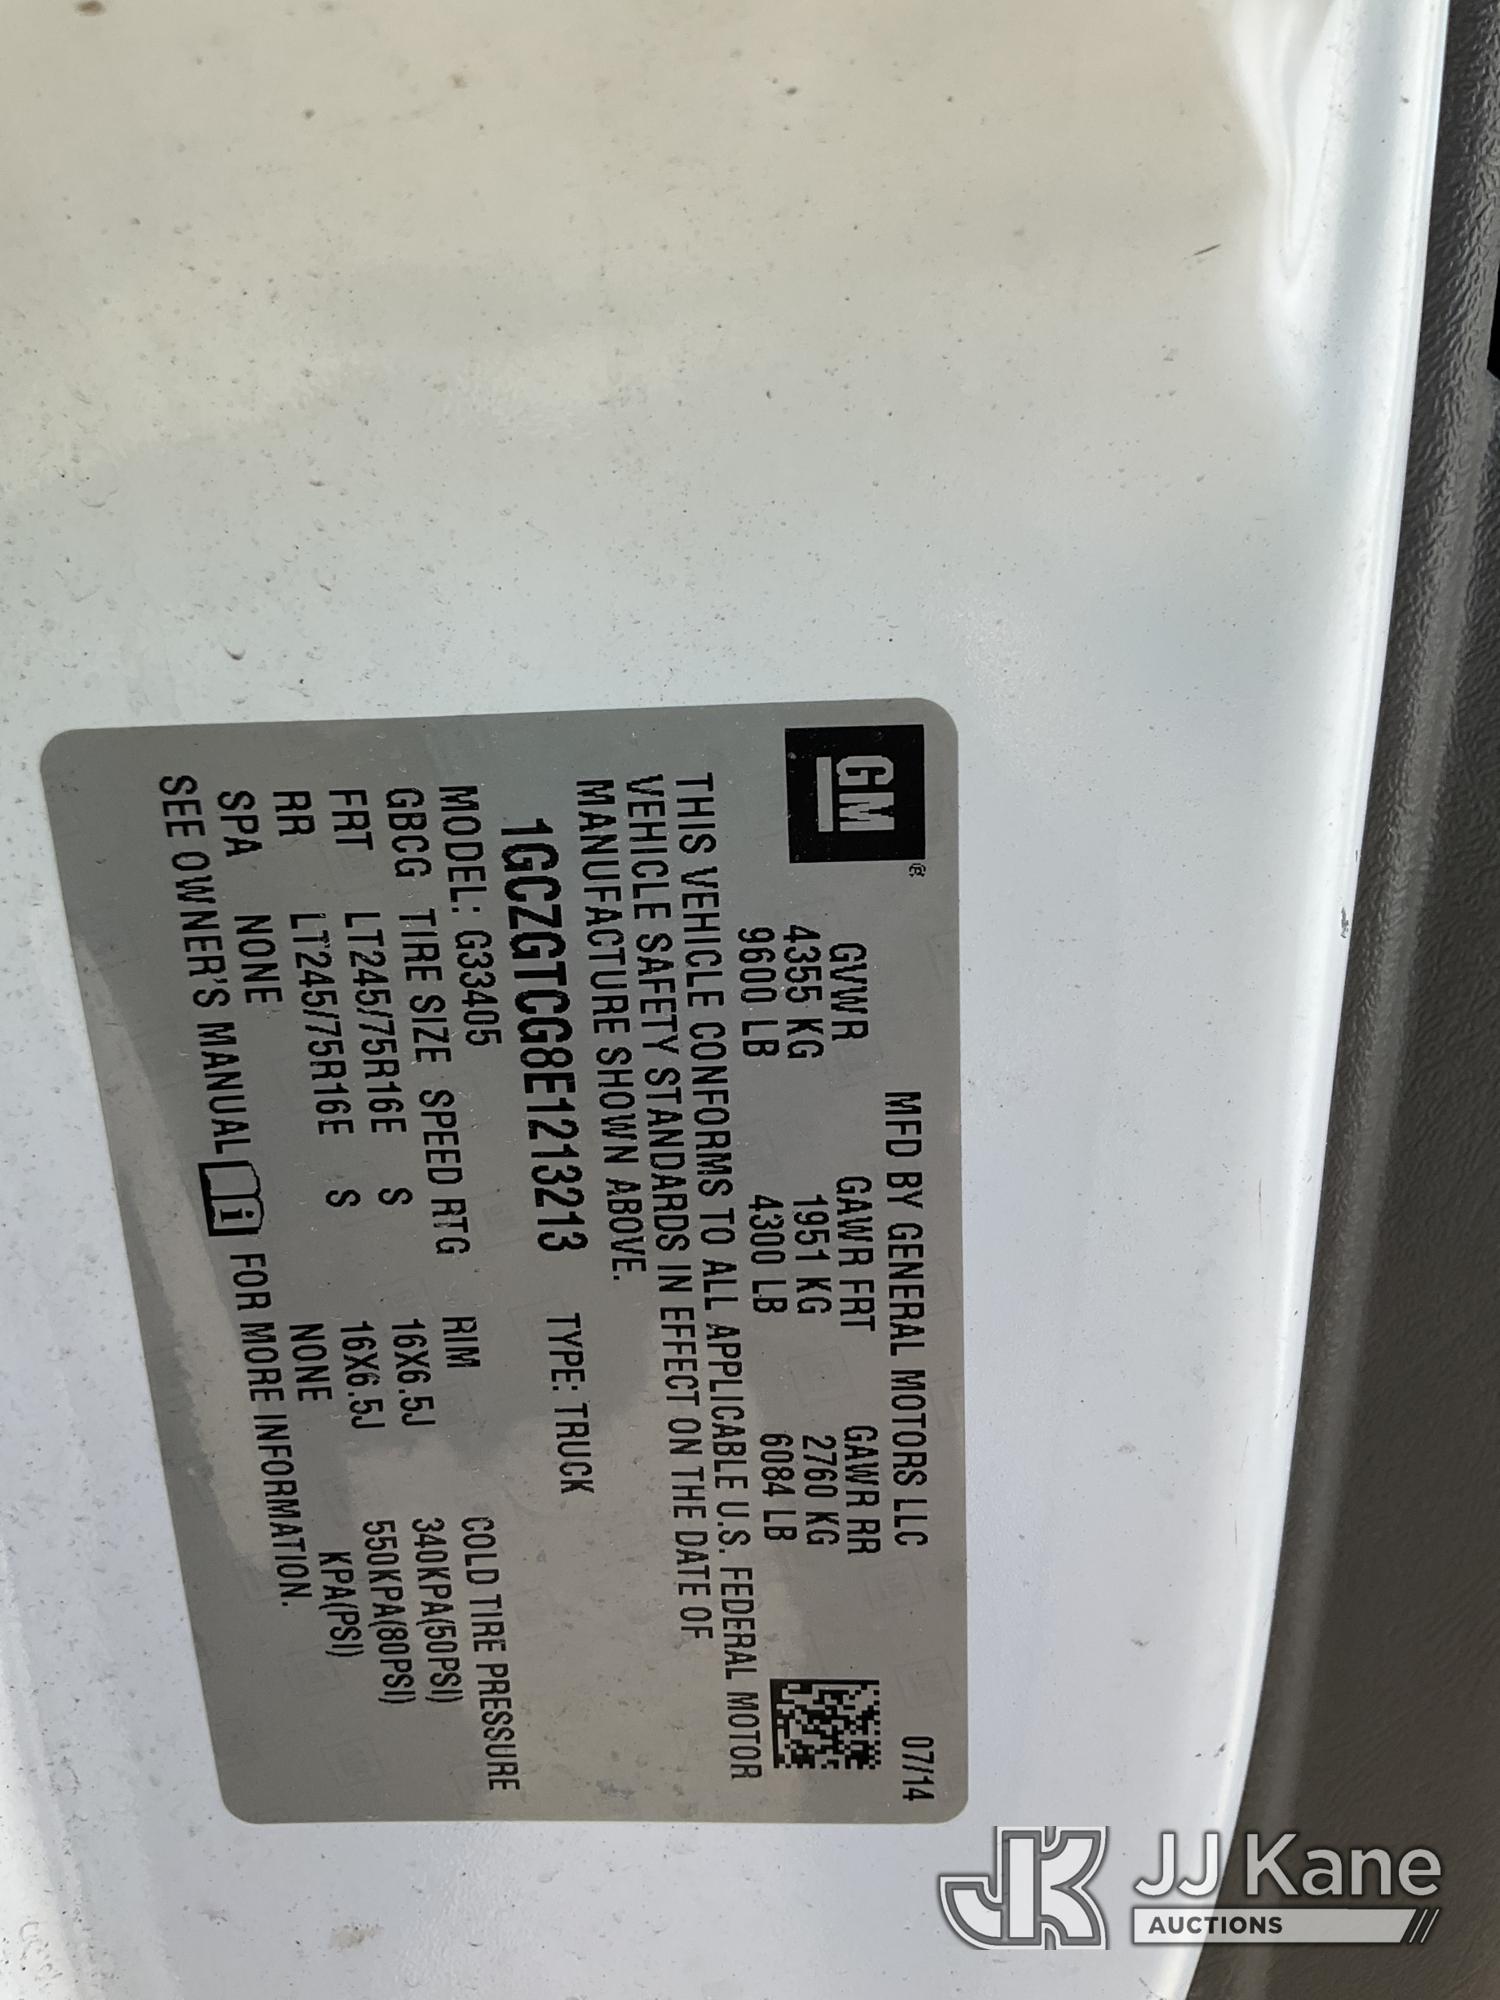 GM®
MFD BY GENERAL MOTORS LLC 07/14
GVWR GAWR FRT GAWR RR
4355 KG 1951 KG 2760 KG
9600 LB 4300 LB 6084 LB
THIS VEHICLE CONFORMS TO ALL APPLICABLE U.S. FEDERAL MOTOR
VEHICLE SAFETY STANDARDS IN EFFECT ON THE DATE OF
MANUFACTURE SHOWN ABOVE.
1GCZGTCG8E1213213 TYPE: TRUCK
MODEL: G33405
GBCG TIRE SIZE SPEED RTG RIM COLD TIRE PRESSURE
FRT LT245/75R16E S 16X6.5J 340KPA(50PSI)
RR LT245/75R16E S 16X6.5J 550KPA(80PSI)
SPA NONE NONE KPA(PSI)
SEE OWNER'S MANUAL i FOR MORE INFORMATION.
JK JJ Kane
AUCTIONS